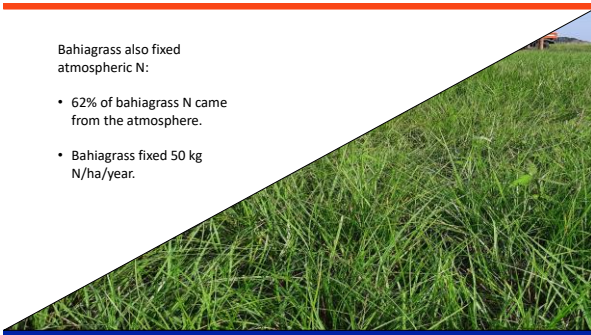 Bahiagrass also fixed
atmospheric N:
• 62% of bahiagrass N came
from the atmosphere.
• Bahiagrass fixed 50 kg
N/ha/year.